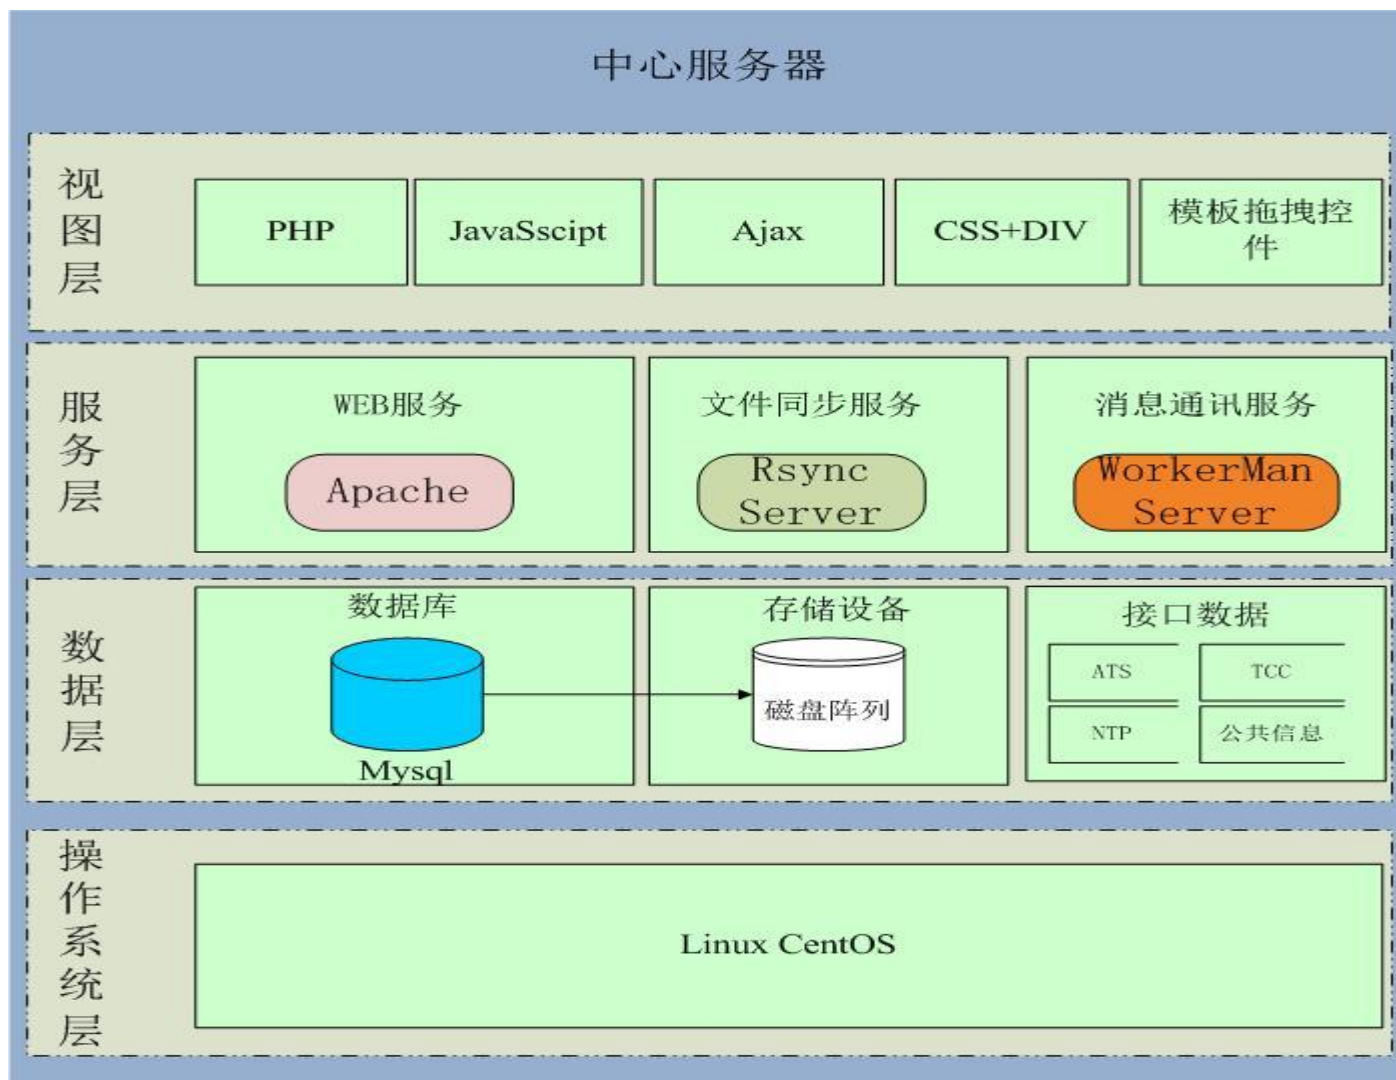 中心服务器
视
图
层
PHP
JavaSscipt
Ajax
CSS+DIV
模板拖拽控
件
服
务
层
WEB服务
Apache
文件同步服务
Rsync
Server
消息通讯服务
WorkerMan
Server
数
据
层
数据库
Mysql
存储设备
磁盘阵列
接口数据
ATS
TCC
NTP
公共信息
操
作
系
统
层
Linux CentOS